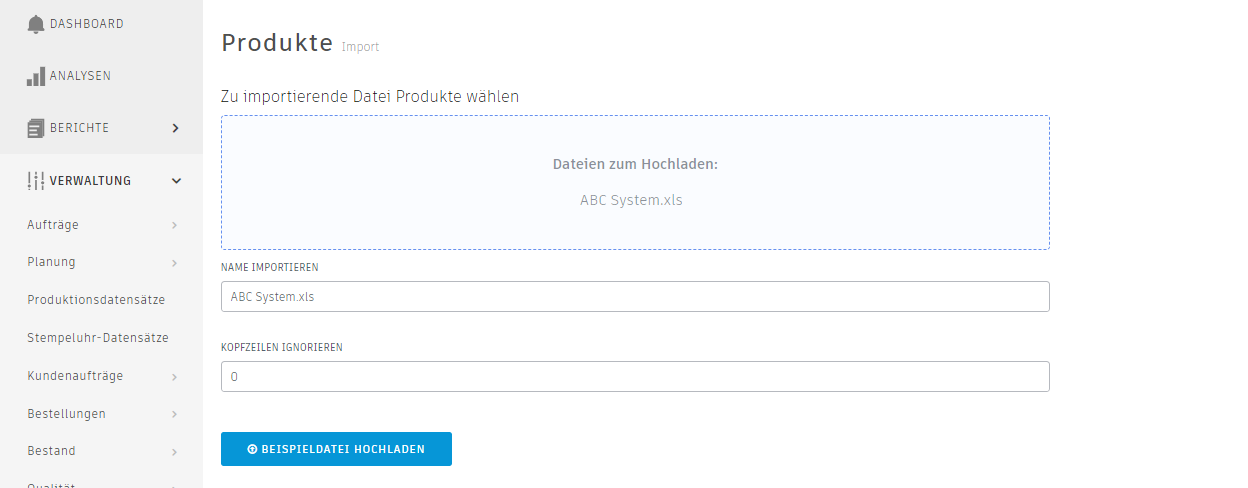 DASHBOARD
ANALYSEN
BERICHTE
VERWALTUNG
Aufträge
Planung
Produktionsdatensätze
Stempeluhr-Datensätze
Kundenaufträge
Bestellungen
Bestand
Qualität
Produkte Import
Zu importierende Datei Produkte wählen
Dateien zum Hochladen:
ABC System.xls
NAME IMPORTIEREN
ABC System.xls
KOPFZEILEN IGNORIEREN
0
BEISPIELDATEI HOCHLADEN